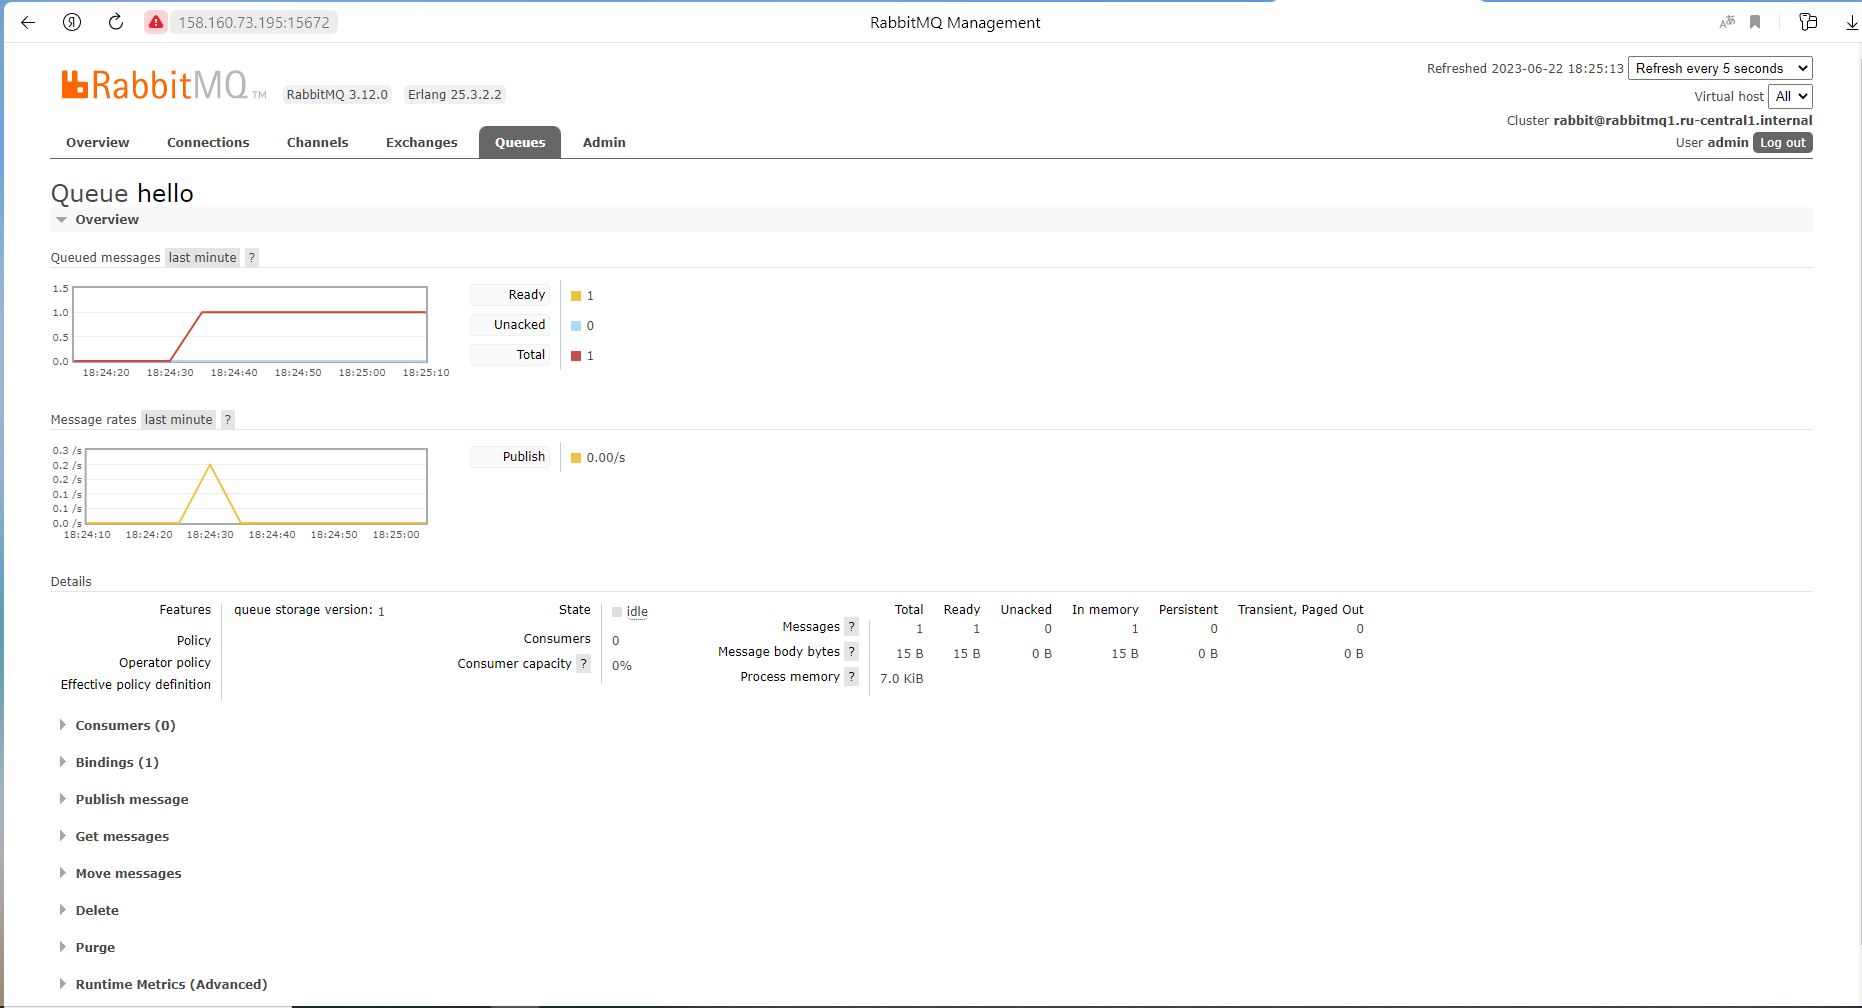 158.160.73.195:15672
RabbitMQ Management
RabbitMQ TM
RabbitMQ 3.12.0
Erlang 25.3.2.2
Refreshed 2023-06-22 18:25:13
Refresh every 5 seconds
Virtual host All
Cluster rabbit@rabbitmq1.ru-central1.internal
User admin Log out
Overview Connections Channels Exchanges Queues Admin
Queue hello
Overview
Queued messages last minute ?
1.5
1.0
0.5
0.0
18:24:20 18:24:30 18:24:40 18:24:50 18:25:00 18:25:10
Ready 1
Unacked 0
Total 1
Message rates last minute ?
0.3 /s
0.2 /s
0.2 /s
0.1 /s
0.1 /s
0.0 /s
18:24:10 18:24:20 18:24:30 18:24:40 18:24:50 18:25:00
Publish 0.00/s
Details
Features queue storage version: 1
Policy
Operator policy
Effective policy definition
State idle
Consumers 0
Consumer capacity ? 0%
Total Ready Unacked In memory Persistent Transient, Paged Out
Messages ? 1 1 0 1 0 0
Message body bytes ? 15 B 15 B 0 B 15 B 0 B 0 B
Process memory ? 7.0 KiB
Consumers (0)
Bindings (1)
Publish message
Get messages
Move messages
Delete
Purge
Runtime Metrics (Advanced)